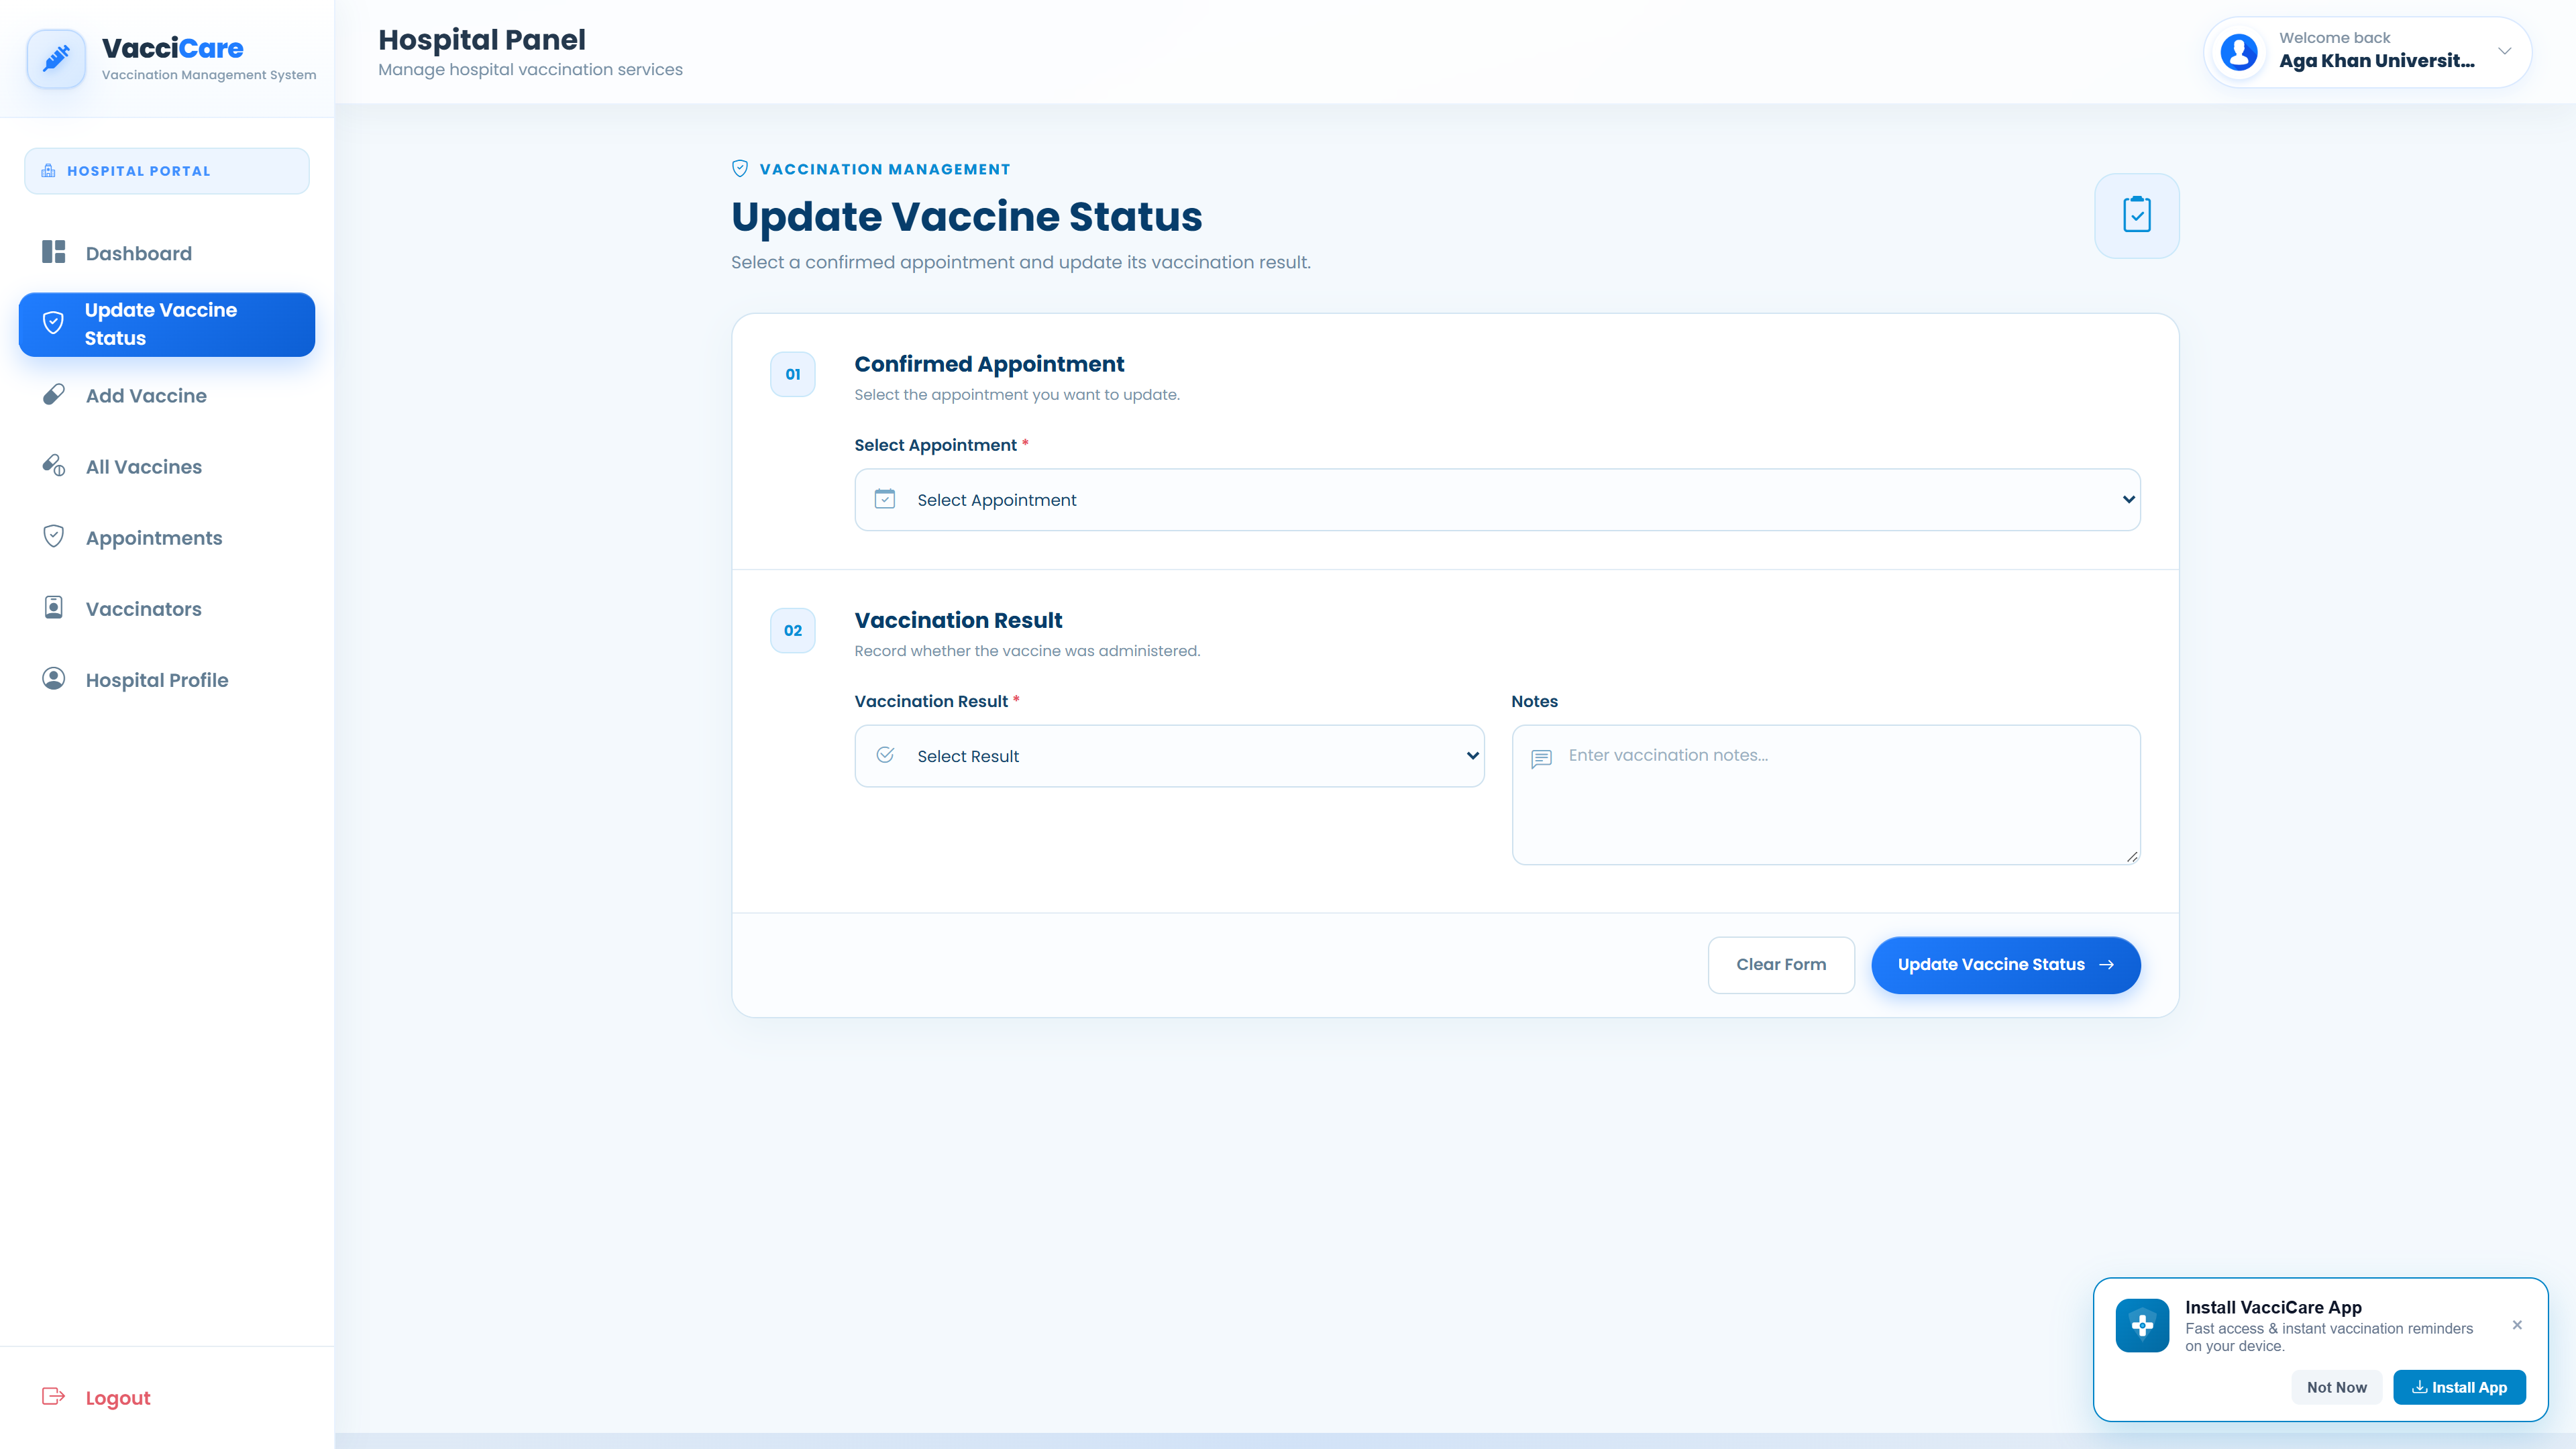 VacciCare
Vaccination Management System
HOSPITAL PORTAL
Dashboard
Update Vaccine
Status
Add Vaccine
All Vaccines
Appointments
Vaccinators
Hospital Profile
Logout
Hospital Panel
Manage hospital vaccination services
Welcome back
Aga Khan Universit...
VACCINATION MANAGEMENT
Update Vaccine Status
Select a confirmed appointment and update its vaccination result.
01
Confirmed Appointment
Select the appointment you want to update.
Select Appointment *
Select Appointment
02
Vaccination Result
Record whether the vaccine was administered.
Vaccination Result *
Select Result
Notes
Enter vaccination notes...
Clear Form
Update Vaccine Status →
Install VacciCare App
Fast access & instant vaccination reminders
on your device.
×
Not Now
Install App